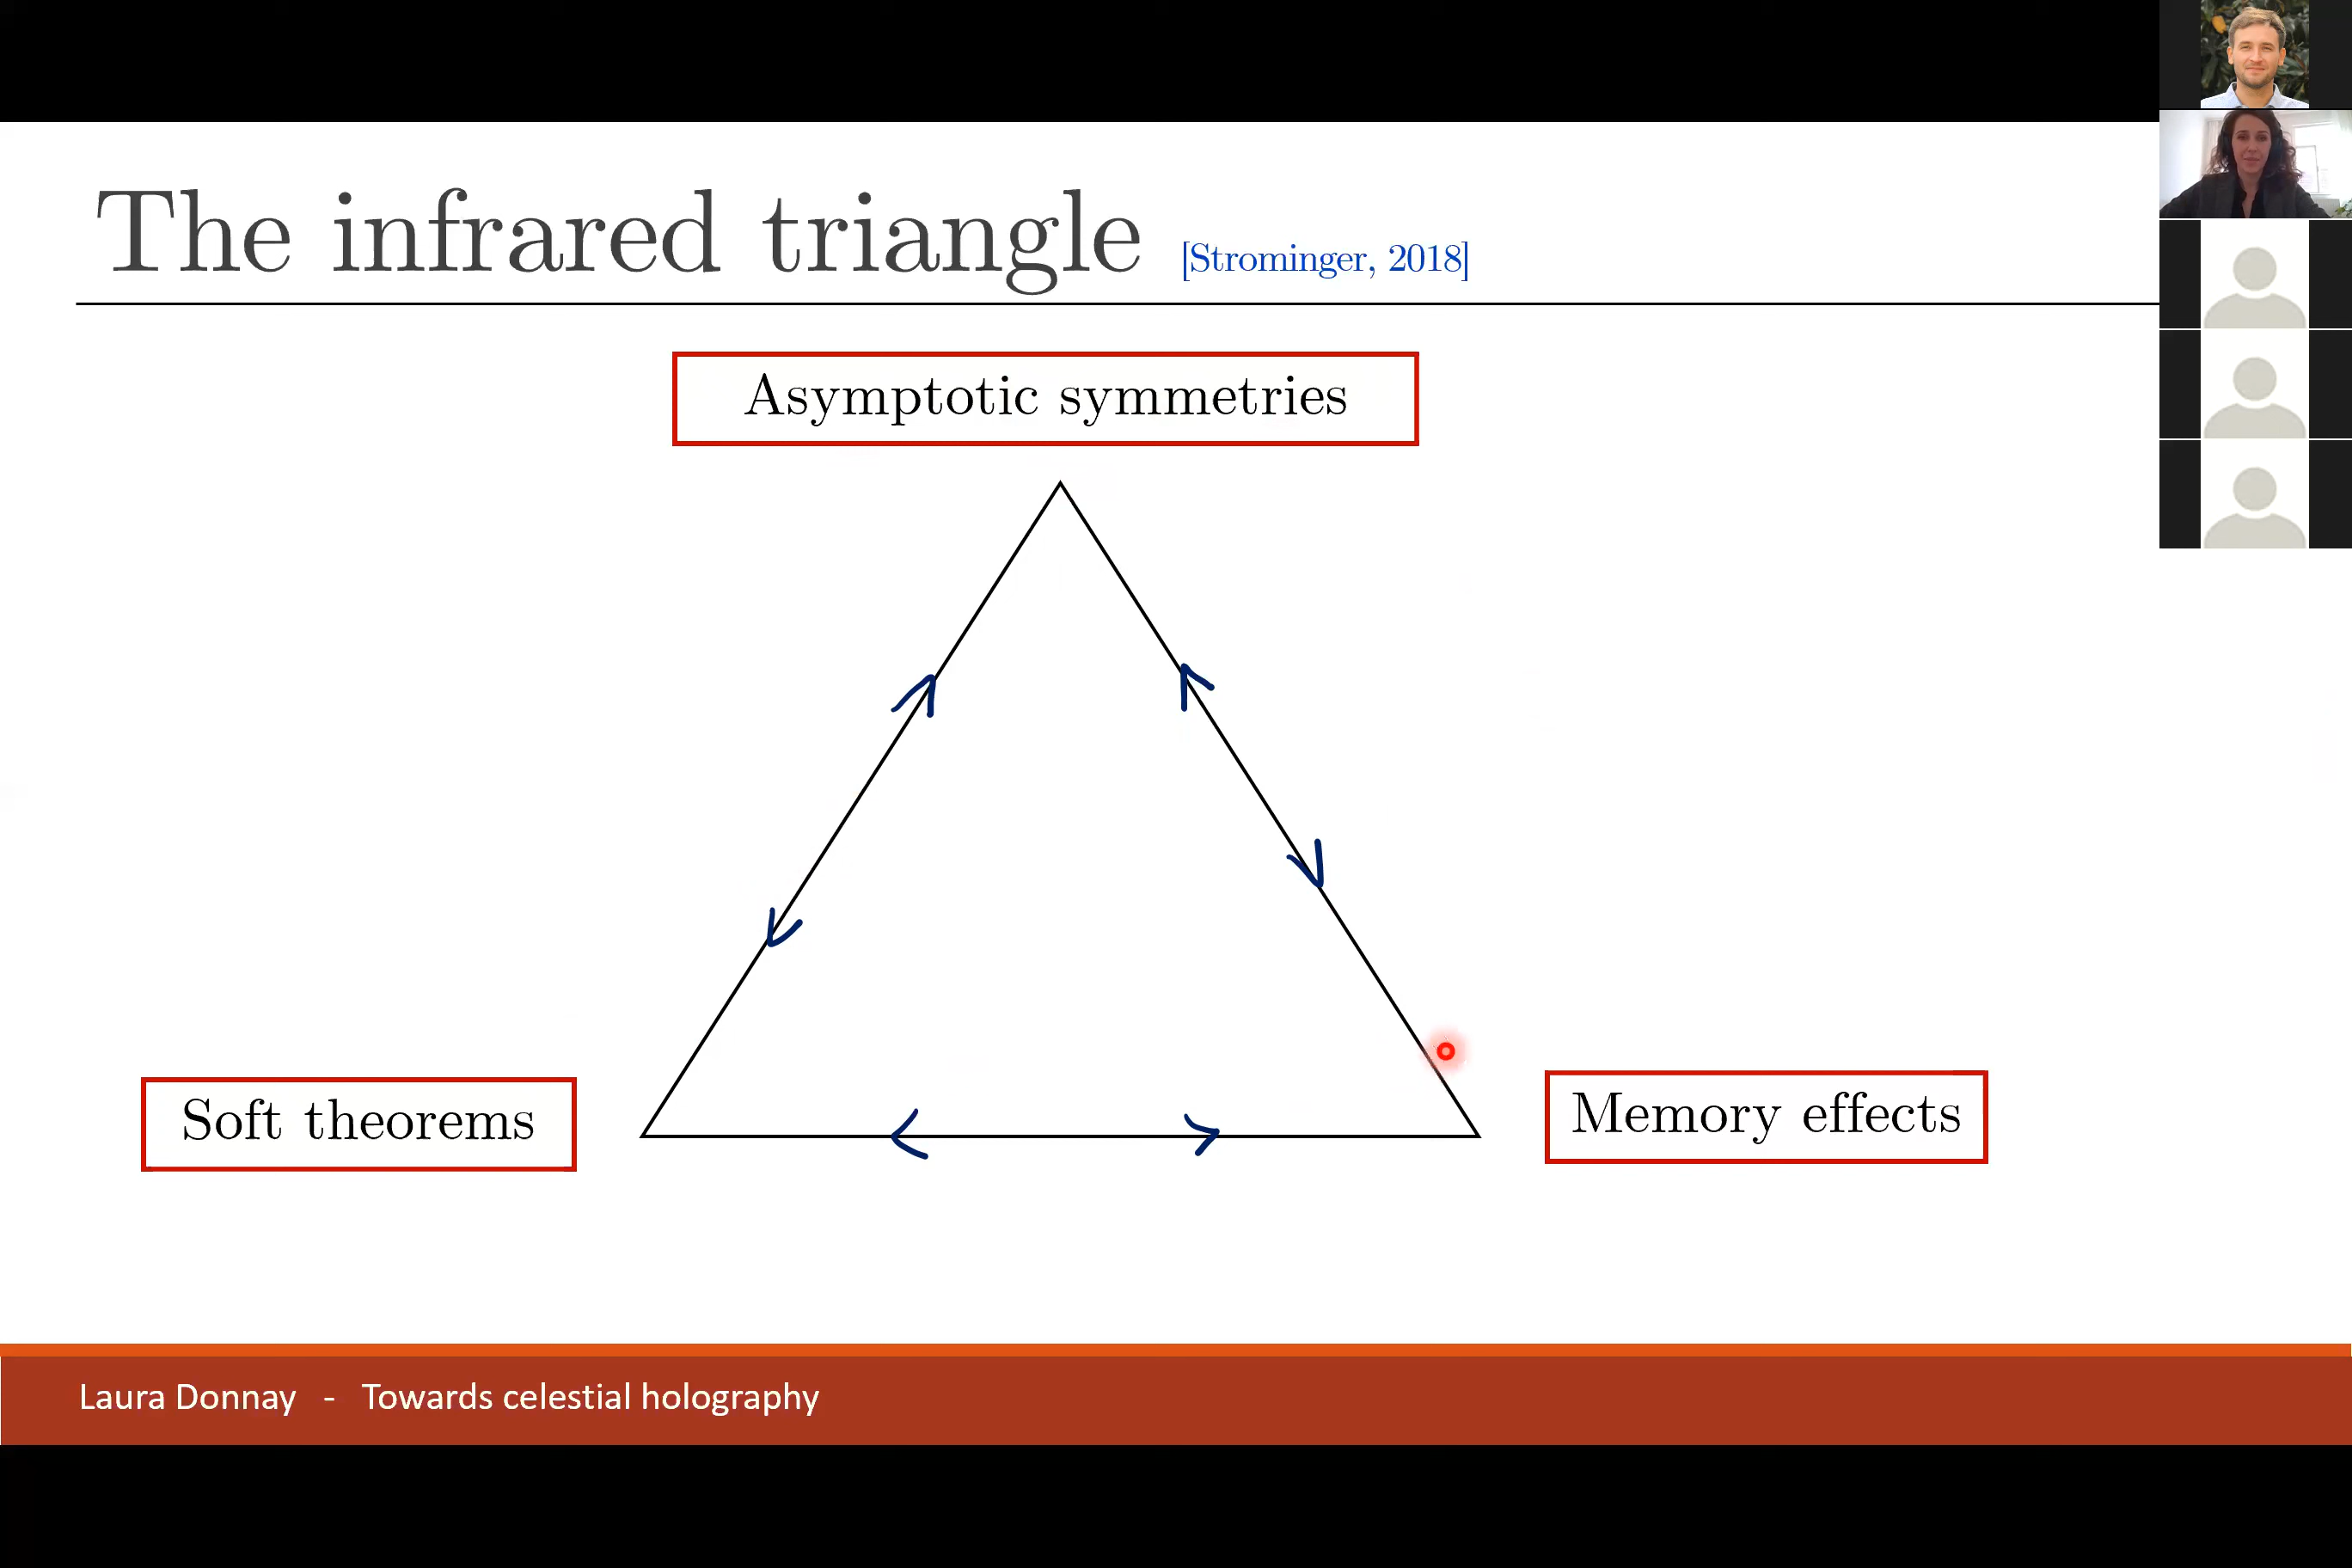 The infrared triangle [Strominger, 2018]
Asymptotic symmetries
Soft theorems
Memory effects
Laura Donnay - Towards celestial holography